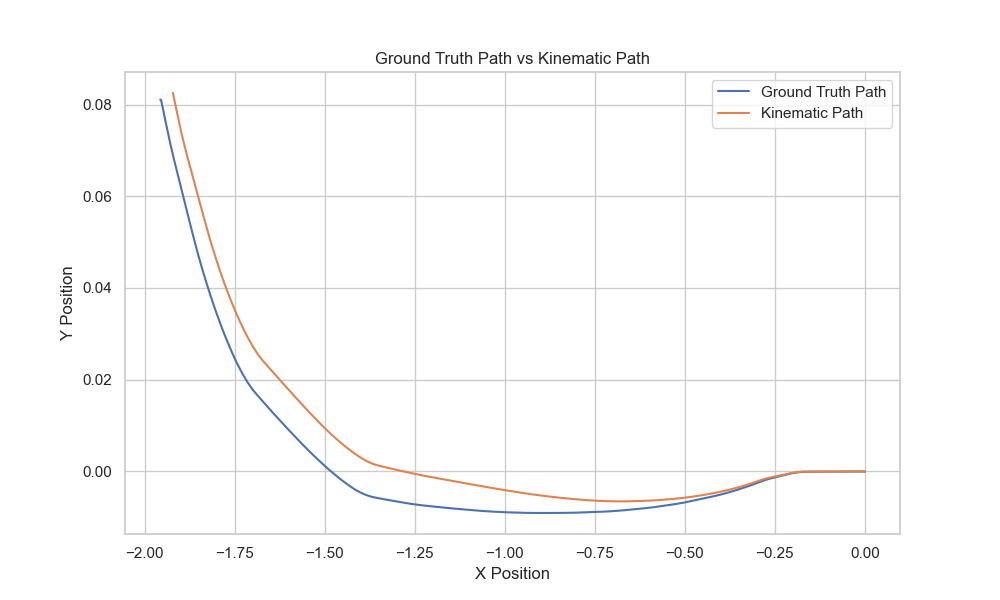 Ground Truth Path vs Kinematic Path
Ground Truth Path
Kinematic Path
Y Position
0.08
0.06
0.04
0.02
0.00
−2.00 −1.75 −1.50 −1.25 −1.00 −0.75 −0.50 −0.25 0.00
X Position